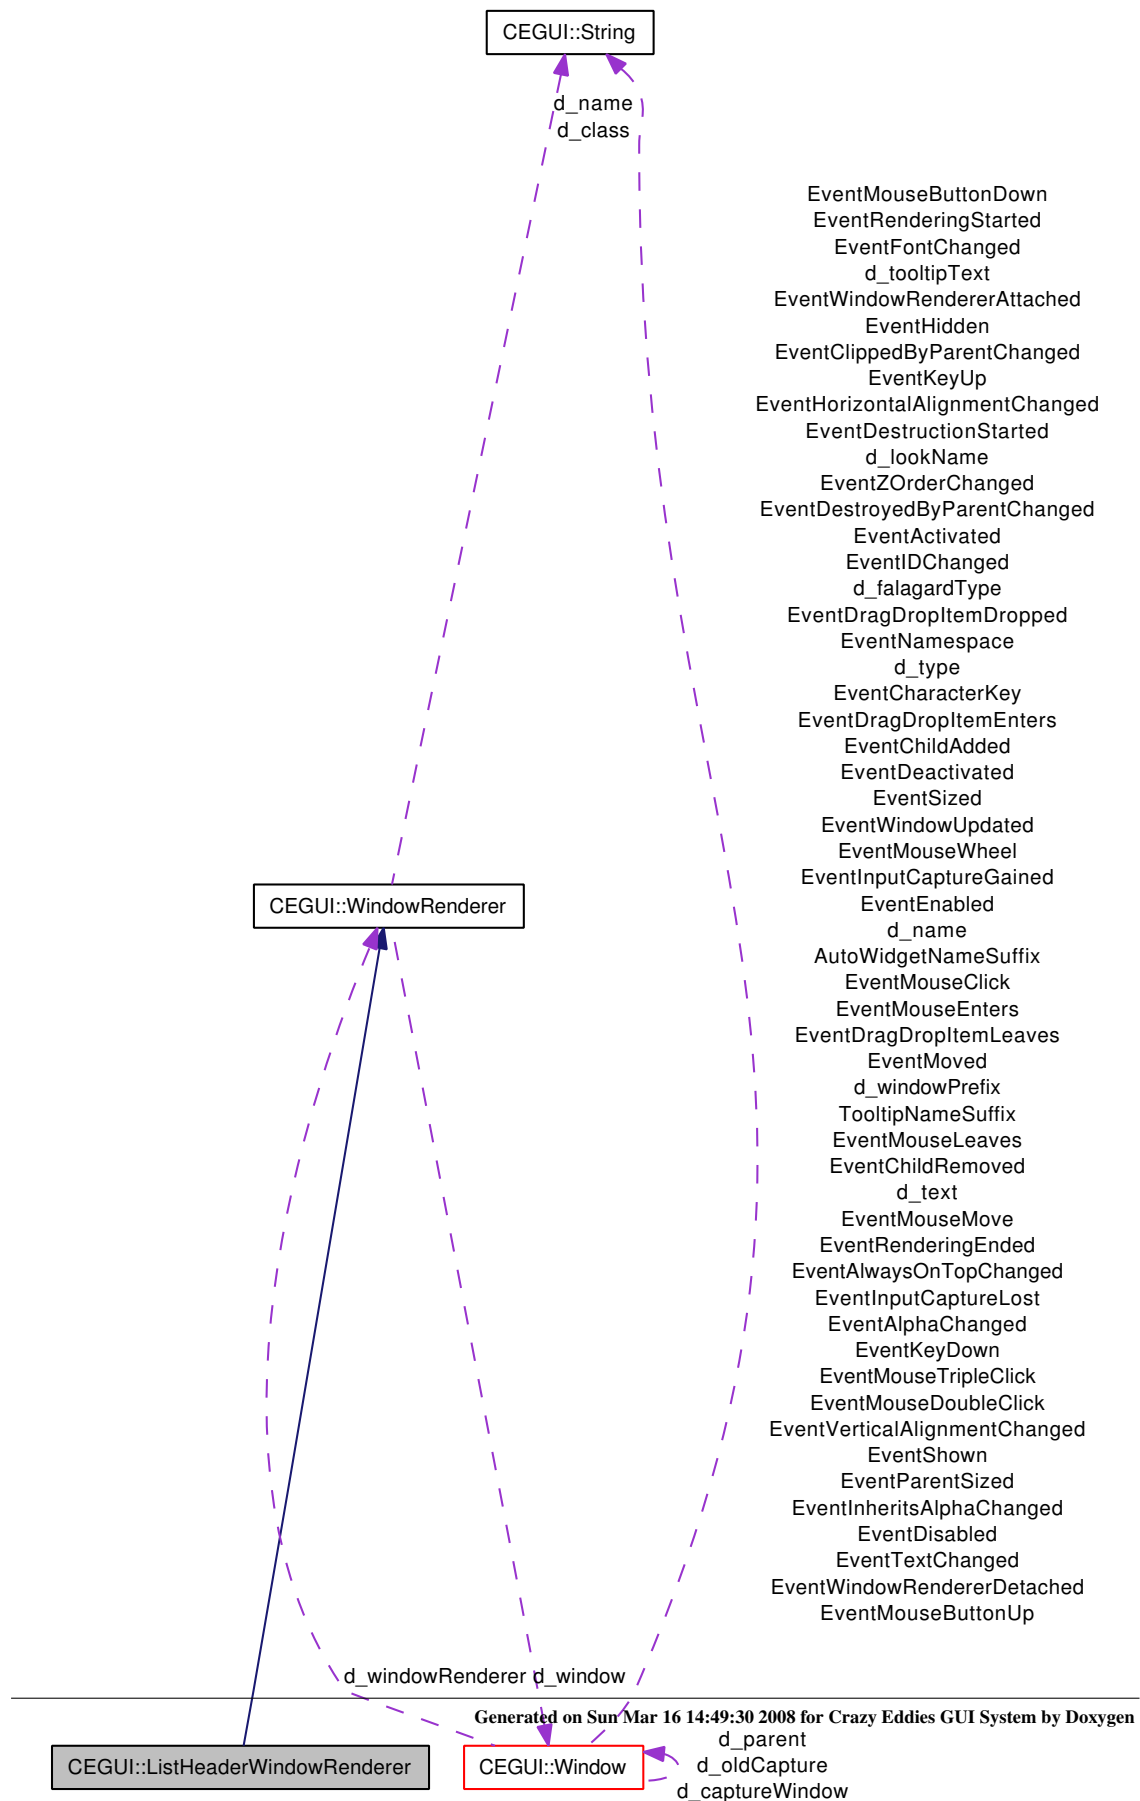 CEGUI::String
d_name
d_class
EventMouseButtonDown
EventRenderingStarted
EventFontChanged
d_tooltipText
EventWindowRendererAttached
EventHidden
EventClippedByParentChanged
EventKeyUp
EventHorizontalAlignmentChanged
EventDestructionStarted
d_lookName
EventZOrderChanged
EventDestroyedByParentChanged
EventActivated
EventIDChanged
d_falagardType
EventDragDropItemDropped
EventNamespace
d_type
EventCharacterKey
EventDragDropItemEnters
EventChildAdded
EventDeactivated
EventSized
EventWindowUpdated
EventMouseWheel
EventInputCaptureGained
EventEnabled
d_name
AutoWidgetNameSuffix
EventMouseClick
EventMouseEnters
EventDragDropItemLeaves
EventMoved
d_windowPrefix
TooltipNameSuffix
EventMouseLeaves
EventChildRemoved
d_text
EventMouseMove
EventRenderingEnded
EventAlwaysOnTopChanged
EventInputCaptureLost
EventAlphaChanged
EventKeyDown
EventMouseTripleClick
EventMouseDoubleClick
EventVerticalAlignmentChanged
EventShown
EventParentSized
EventInheritsAlphaChanged
EventDisabled
EventTextChanged
EventWindowRendererDetached
EventMouseButtonUp
CEGUI::WindowRenderer
d_windowRenderer d_window
Generated on Sun Mar 16 14:49:30 2008 for Crazy Eddies GUI System by Doxygen
CEGUI::ListHeaderWindowRenderer
CEGUI::Window
d_parent
d_oldCapture
d_captureWindow